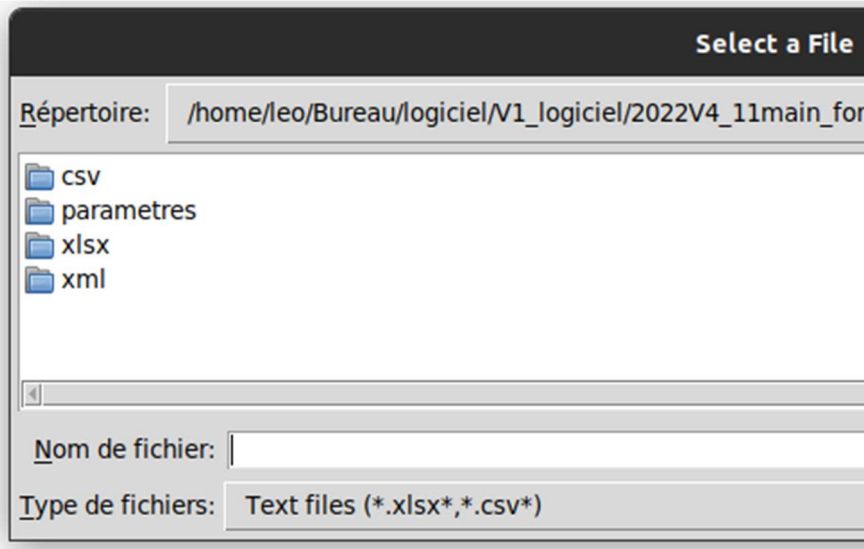 Select a File
Répertoire: /home/leo/Bureau/logiciel/V1_logiciel/2022V4_11main_for
csv
parametres
xlsx
xml
Nom de fichier:
Type de fichiers: Text files (*.xlsx*,*.csv*)